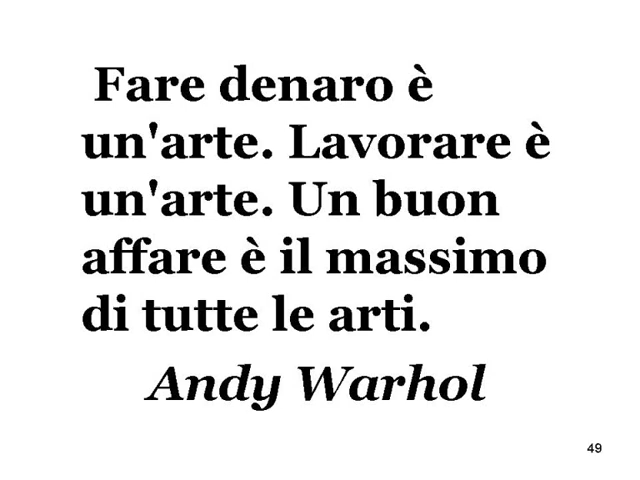 Fare denaro è
un'arte. Lavorare è
un'arte. Un buon
affare è il massimo
di tutte le arti.
Andy Warhol
49